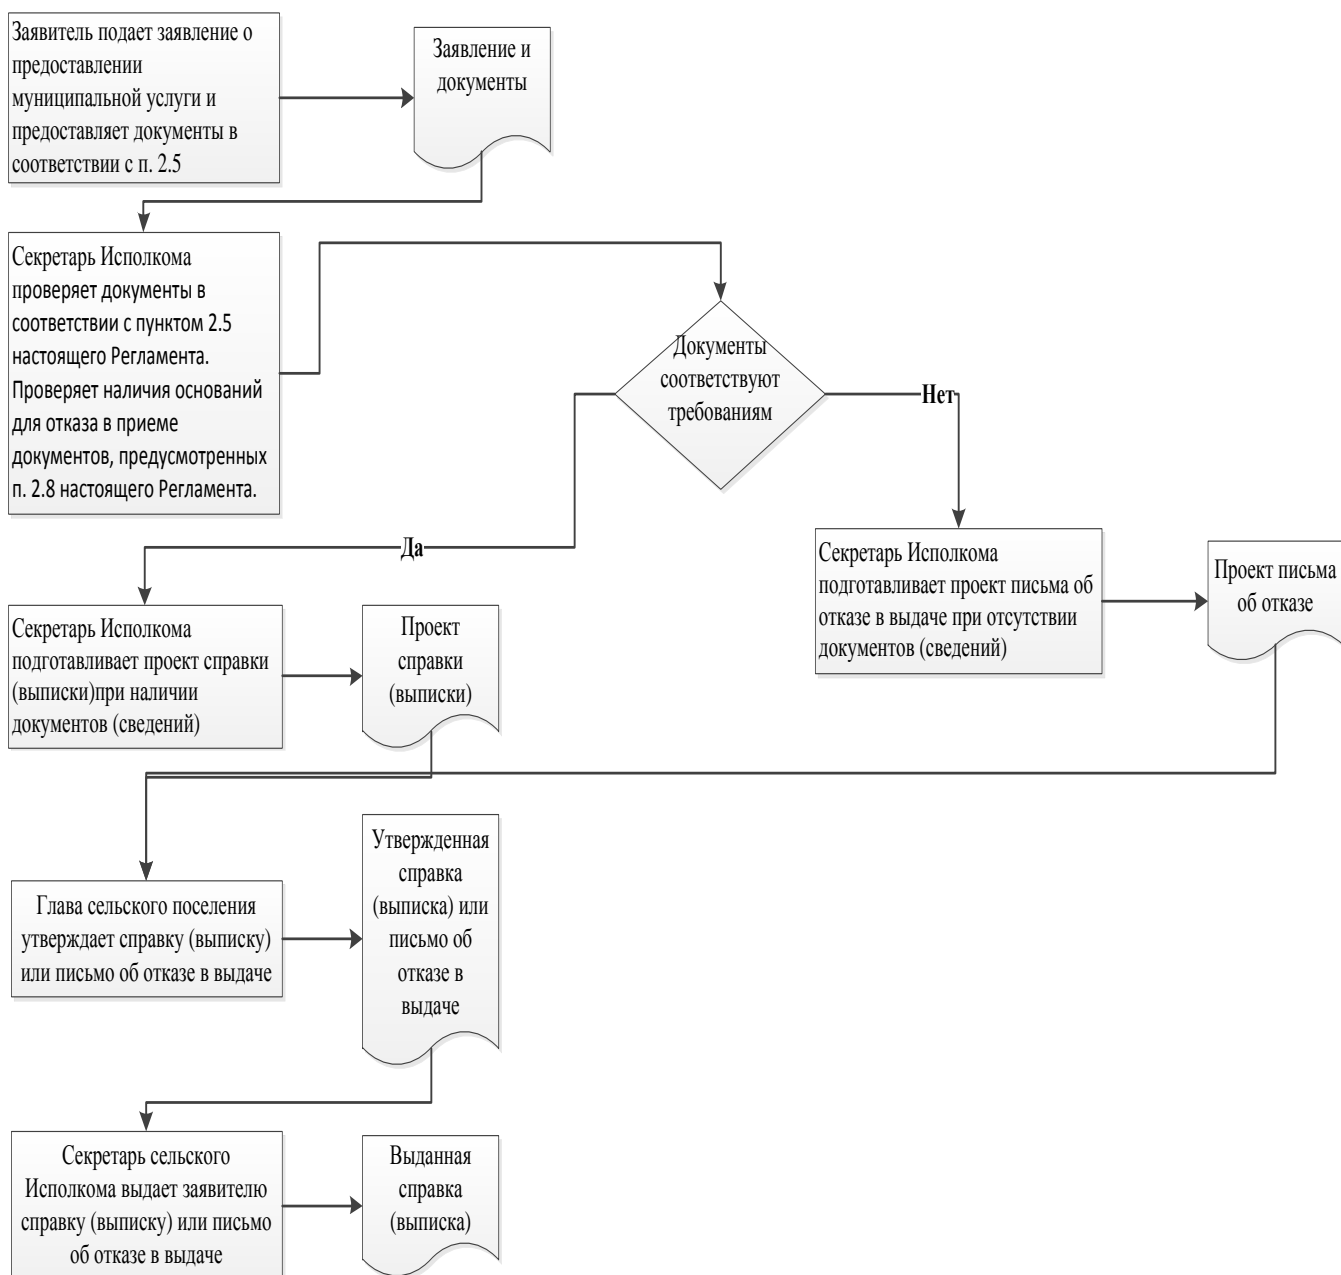 Заявитель подает заявление о
предоставлении
муниципальной услуги и
предоставляет документы в
соответствии с п. 2.5
Заявление и
документы
Секретарь Исполкома
проверяет документы в
соответствии с пунктом 2.5
настоящего Регламента.
Проверяет наличия оснований
для отказа в приеме
документов, предусмотренных
п. 2.8 настоящего Регламента.
Документы
соответствуют
требованиям
Нет
Да
Секретарь Исполкома
подготавливает проект письма об
отказе в выдаче при отсутствии
документов (сведений)
Проект письма
об отказе
Секретарь Исполкома
подготавливает проект справки
(выписки)при наличии
документов (сведений)
Проект
справки
(выписки)
Глава сельского поселения
утверждает справку (выписку)
или письмо об отказе в выдаче
Утвержденная
справка
(выписка) или
письмо об
отказе в
выдаче
Секретарь сельского
Исполкома выдает заявителю
справку (выписку) или письмо
об отказе в выдаче
Выданная
справка
(выписка)